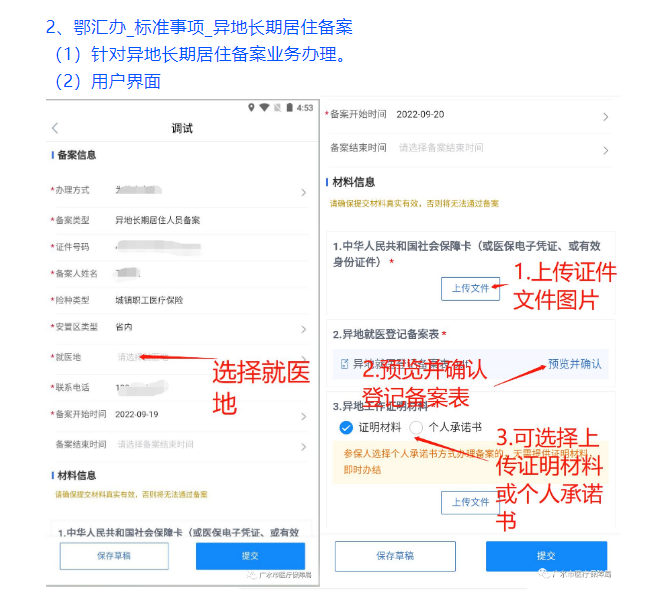 2、鄂汇办_标准事项_异地长期居住备案
（1）针对异地长期居住备案业务办理。
（2）用户界面
4:53
调试
备案信息
*办理方式
*备案类型 异地长期居住人员备案
*证件号码
*备案人姓名
*险种类型 城镇职工医疗保险
*安置区类型 省内
*就医地
选择就医地
*联系电话
*备案开始时间 2022-09-19
备案结束时间 请选择备案结束时间
材料信息
请确保提交材料真实有效，否则将无法通过备案
1.中华人民共和国社会保障卡（或医保电子凭证、或有效
保存草稿 提交
广水市医疗保障局
*备案开始时间 2022-09-20
备案结束时间 请选择备案结束时间
材料信息
请确保提交材料真实有效，否则将无法通过备案
1.中华人民共和国社会保障卡（或医保电子凭证、或有效
身份证件）*
上传文件
1.上传证件
文件图片
2.异地就医登记备案表*
预览并确认
2.预览并确认
登记备案表
3.异地工作证明材料*
证明材料 个人承诺书
参保人选择个人承诺书方式办理备案的，无需提供证明材料，
即时办结
上传文件
3.可选择上
传证明材料
或个人承诺
书
保存草稿 提交
广水市医疗保障局